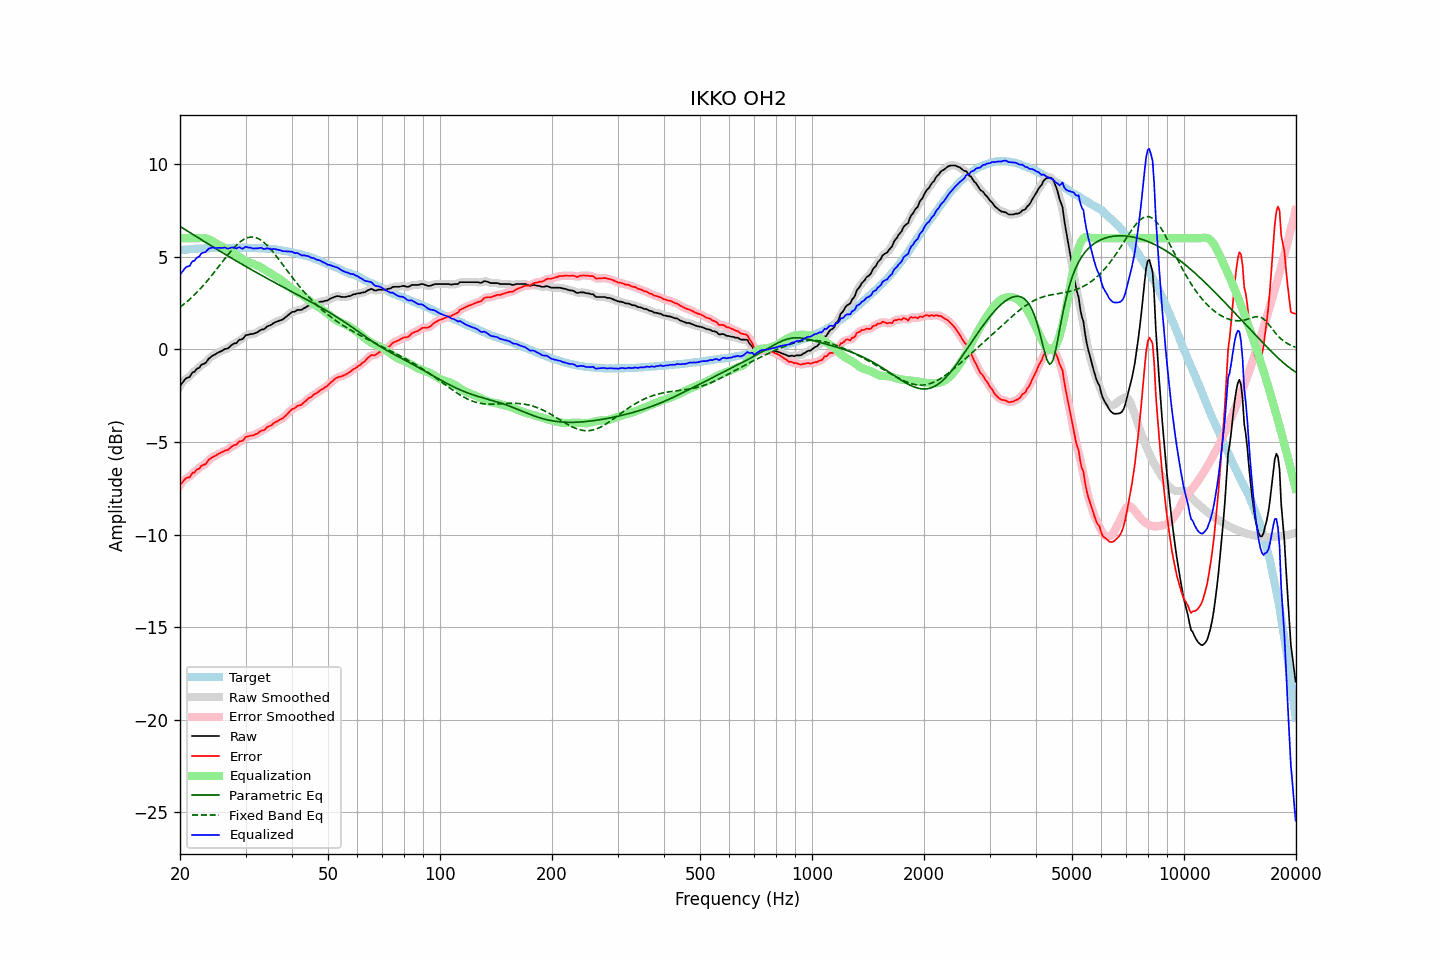 IKKO OH2
Amplitude (dBr)
10
5
0
−5
−10
−15
−20
−25
Target
Raw Smoothed
Error Smoothed
Raw
Error
Equalization
Parametric Eq
Fixed Band Eq
Equalized
20 50 100 200 500 1000 2000 5000 10000 20000
Frequency (Hz)